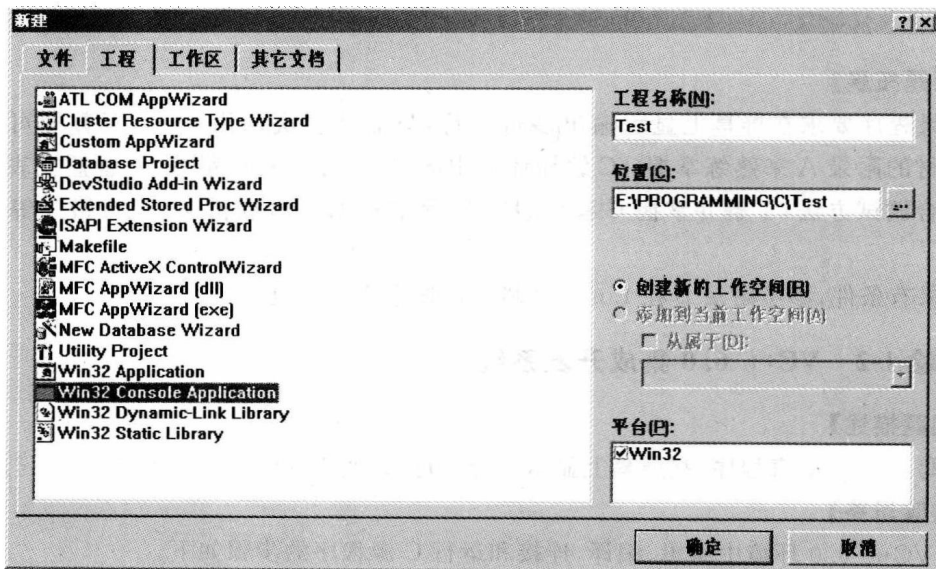 新建
文件 工程 工作区 其它文档
ATL COM AppWizard
Cluster Resource Type Wizard
Custom AppWizard
Database Project
DevStudio Add-in Wizard
Extended Stored Proc Wizard
ISAPI Extension Wizard
Makefile
MFC ActiveX ControlWizard
MFC AppWizard (dll)
MFC AppWizard (exe)
New Database Wizard
Utility Project
Win32 Application
Win32 Console Application
Win32 Dynamic-Link Library
Win32 Static Library
工程名称(N):
Test
位置(C):
E:\PROGRAMMING\C\Test
...
创建新的工作空间(R)
添加到当前工作空间(A)
从属于(D):
平台(P):
Win32
确定
取消